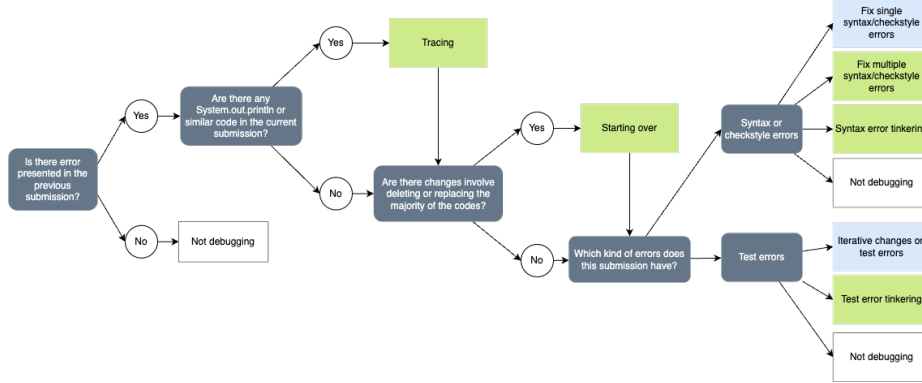 Is there error
presented in the
previous
submission?
Yes
No
Not debugging
Are there any
System.out.println or
similar code in the current
submission?
Yes
No
Tracing
Are there changes involve
deleting or replacing the
majority of the codes?
Yes
No
Starting over
Which kind of errors does
this submission have?
Syntax or
checkstyle errors
Fix single
syntax/checkstyle
errors
Fix multiple
syntax/checkstyle
errors
Syntax error tinkering
Not debugging
Test errors
Iterative changes on
test errors
Test error tinkering
Not debugging